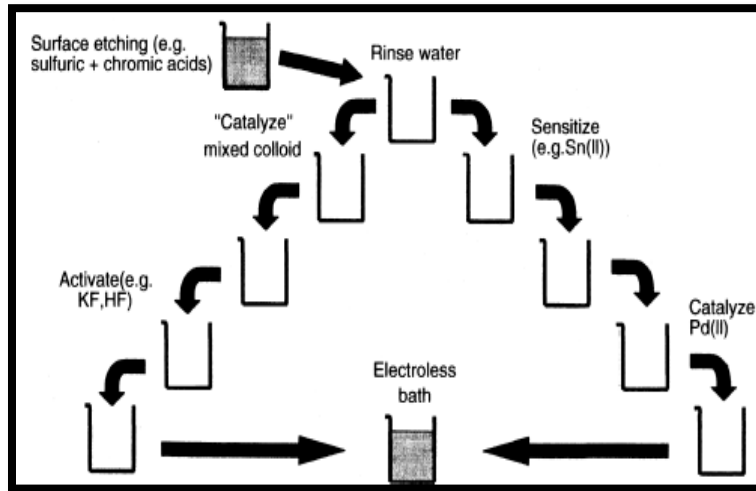 Surface etching (e.g.
sulfuric + chromic acids)
Rinse water
"Catalyze"
mixed colloid
Sensitize
(e.g.Sn(II))
Activate(e.g.
KF,HF)
Catalyze
Pd(II)
Electroless
bath